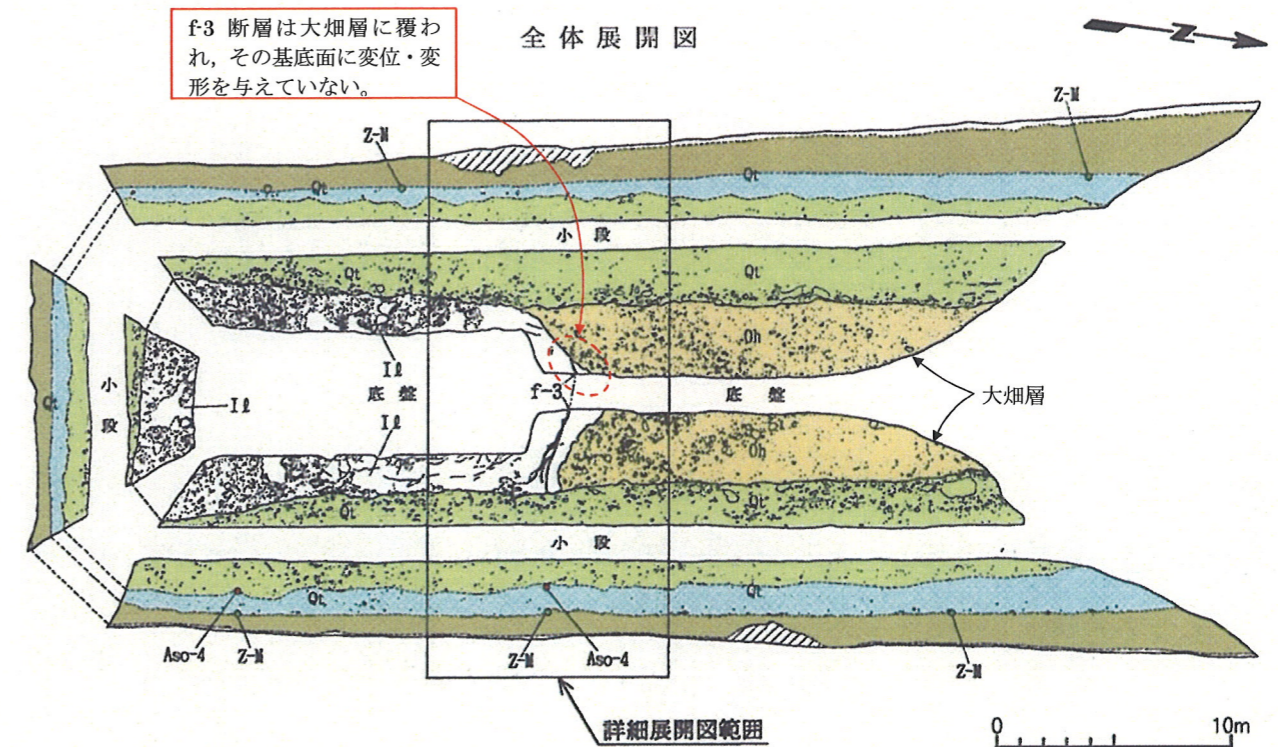 f-3 断層は大畑層に覆わ
れ，その基底面に変位・変
形を与えていない。
全体展開図
Z
Z-M
Z-M
Qt
Qt
小段
Qt
Qt
Oh
Il
底盤
f-3
底盤
大畑層
Qt
小段
Il
Il
Oh
Qt
Qt
小段
Qt
Qt
Aso-4
Z-M
Z-M
Aso-4
Z-M
詳細展開図範囲
0
10m